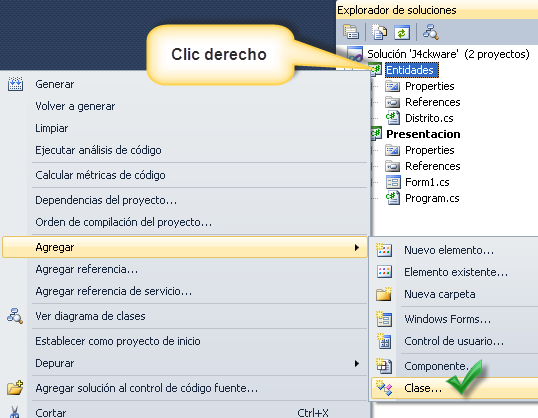 Explorador de soluciones
Solución 'J4ckware' (2 proyectos)
Entidades
Properties
References
Distrito.cs
Presentacion
Properties
References
Form1.cs
Program.cs
Clic derecho
Generar
Volver a generar
Limpiar
Ejecutar análisis de código
Calcular métricas de código
Dependencias del proyecto...
Orden de compilación del proyecto...
Agregar
Agregar referencia...
Agregar referencia de servicio...
Ver diagrama de clases
Establecer como proyecto de inicio
Depurar
Agregar solución al control de código fuente...
Cortar Ctrl+X
Nuevo elemento...
Elemento existente...
Nueva carpeta
Windows Forms...
Control de usuario...
Componente...
Clase...